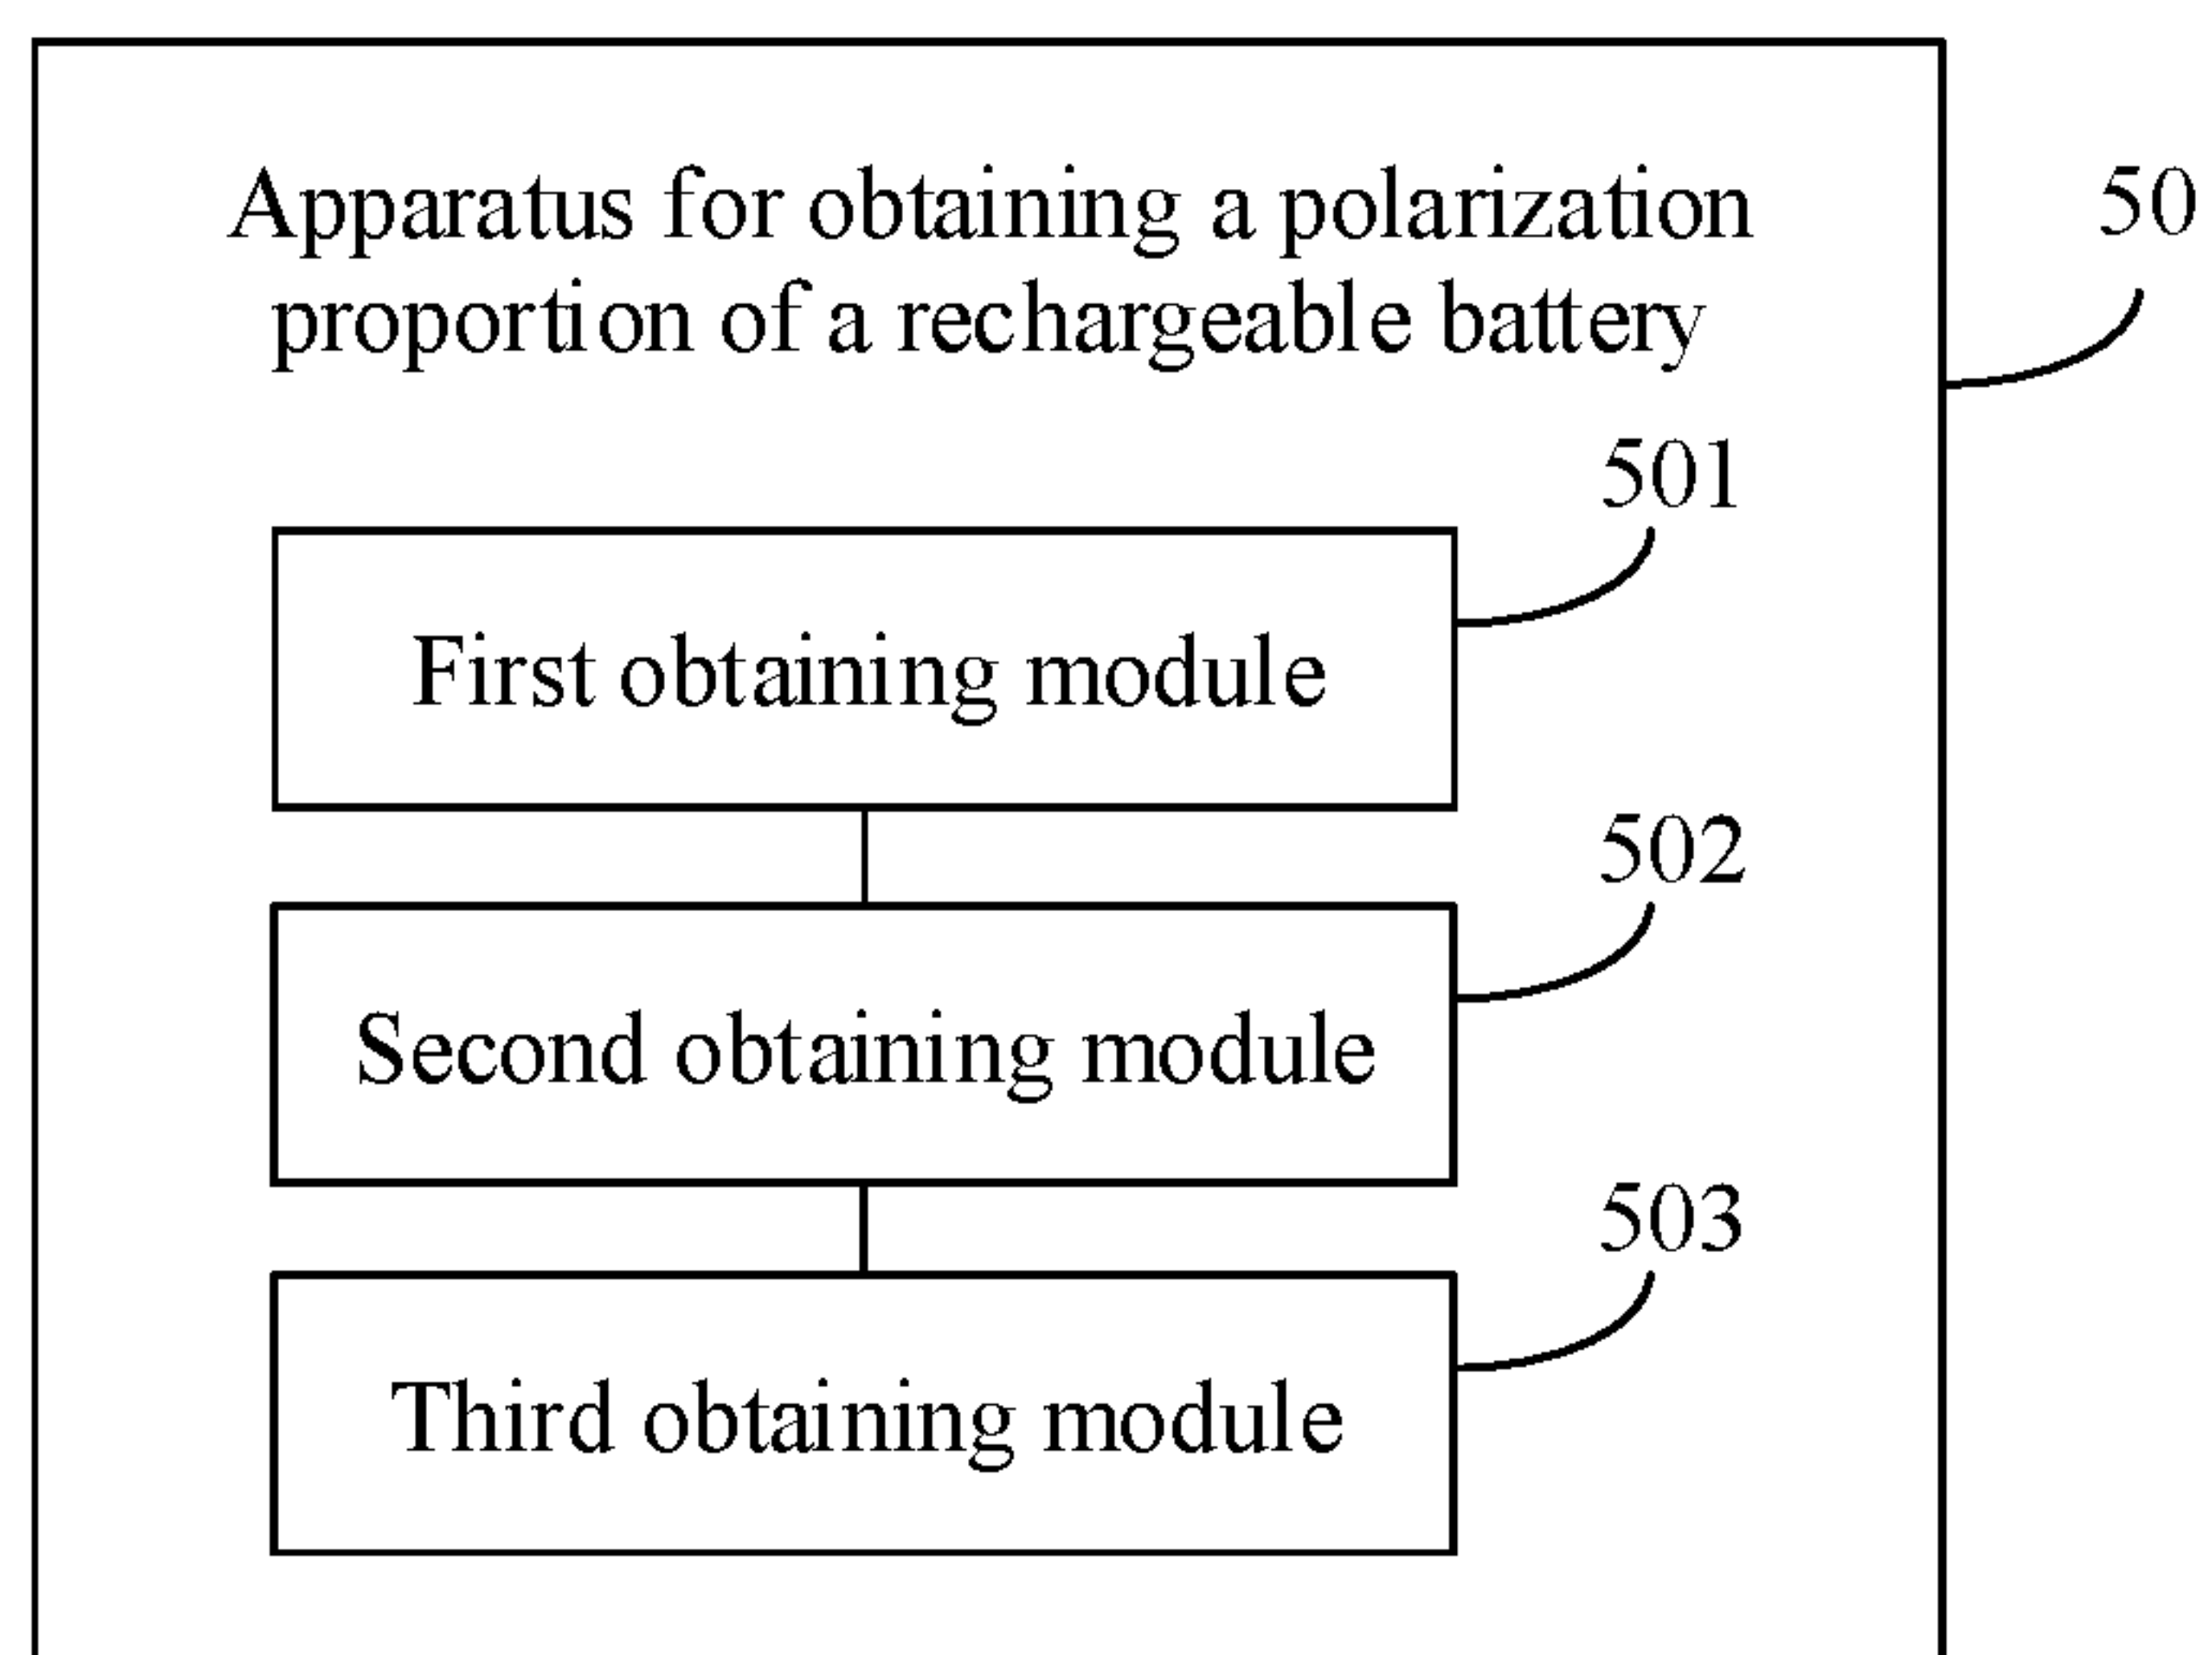 Apparatus for obtaining a polarization
proportion of a rechargeable battery
50
501
First obtaining module
502
Second obtaining module
503
Third obtaining module